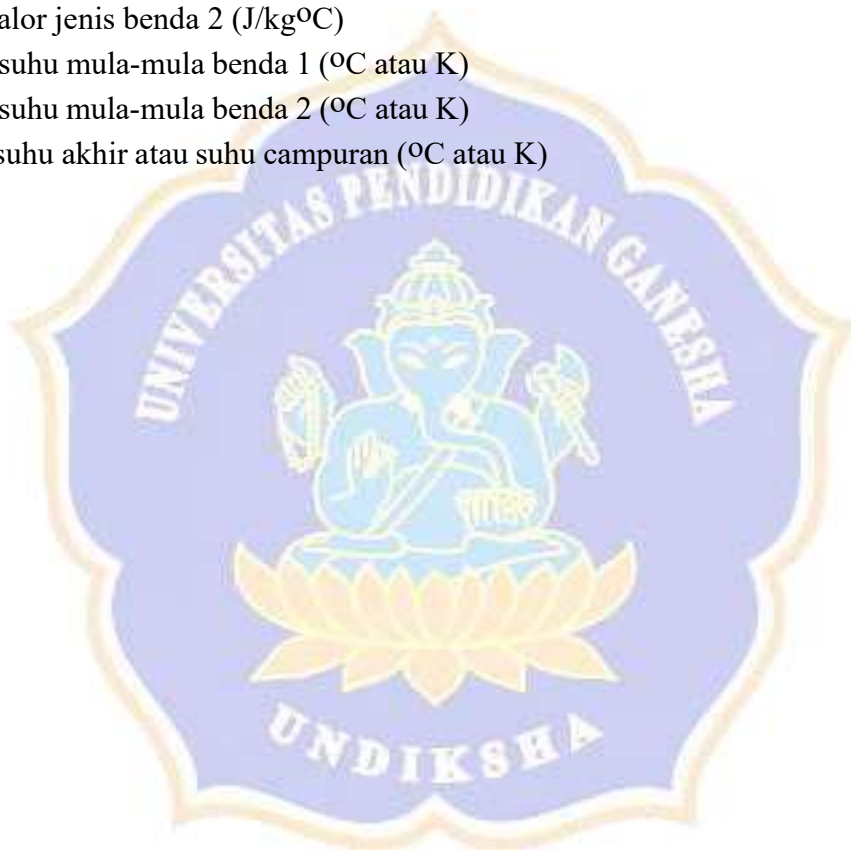 alor jenis benda 2 (J/kgºC)
suhu mula-mula benda 1 (ºC atau K)
suhu mula-mula benda 2 (ºC atau K)
suhu akhir atau suhu campuran (ºC atau K)
UNIVERSITAS PENDIDIKAN GANESHA
UNDIKSHA